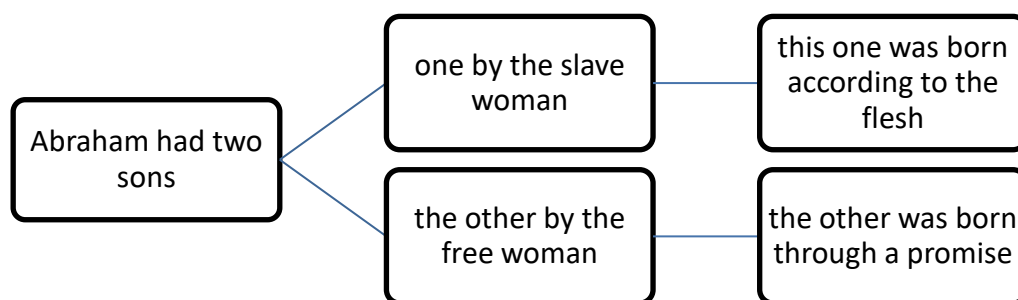 Abraham had two
sons
one by the slave
woman
this one was born
according to the
flesh
the other by the
free woman
the other was born
through a promise